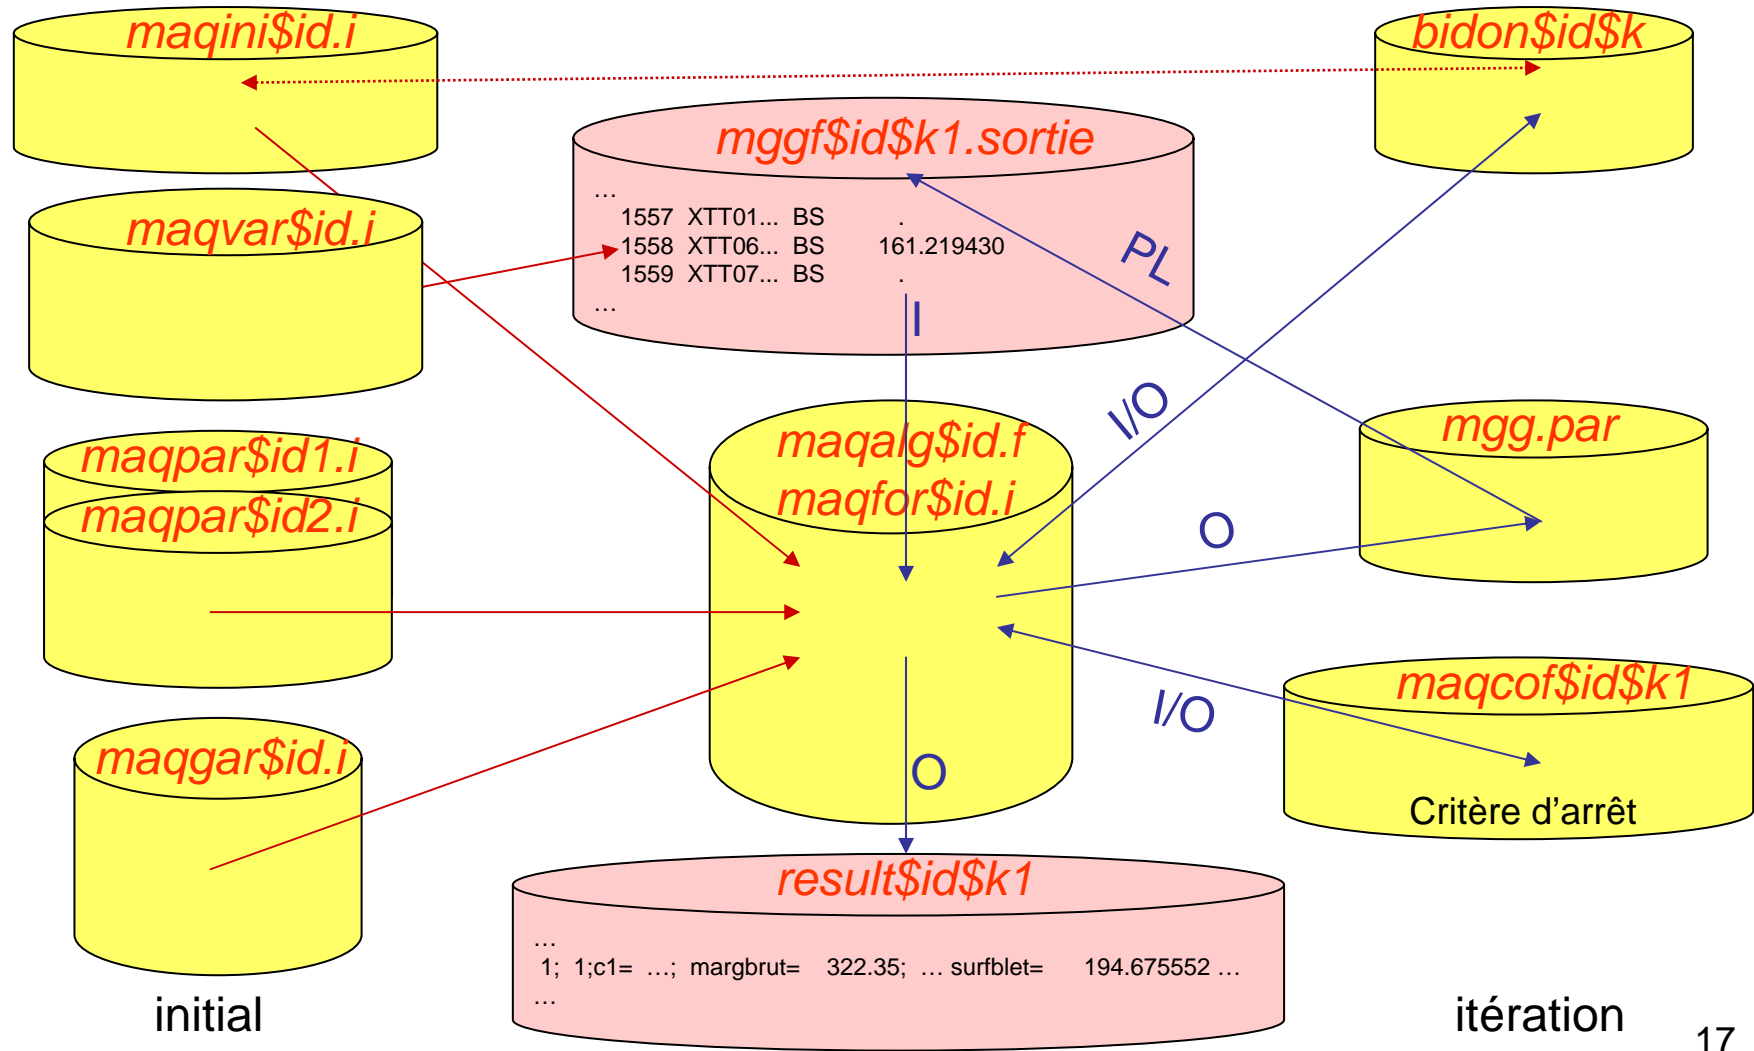 maqini$id.i
bidon$id$k
mggf$id$k1.sortie
maqvar$id.i
...
1557 XTT01... BS .
1558 XTT06... BS 161.219430
1559 XTT07... BS .
...
PL
I
I/O
maqpar$id1.i
maqpar$id2.i
maqalg$id.f
maqfor$id.i
mgg.par
O
maqcof$id$k1
I/O
Critère d'arrêt
maqgar$id.i
O
result$id$k1
...
1; 1;c1= ...; margbrut= 322.35; ... surfblet= 194.675552 ...
...
initial
itération
17